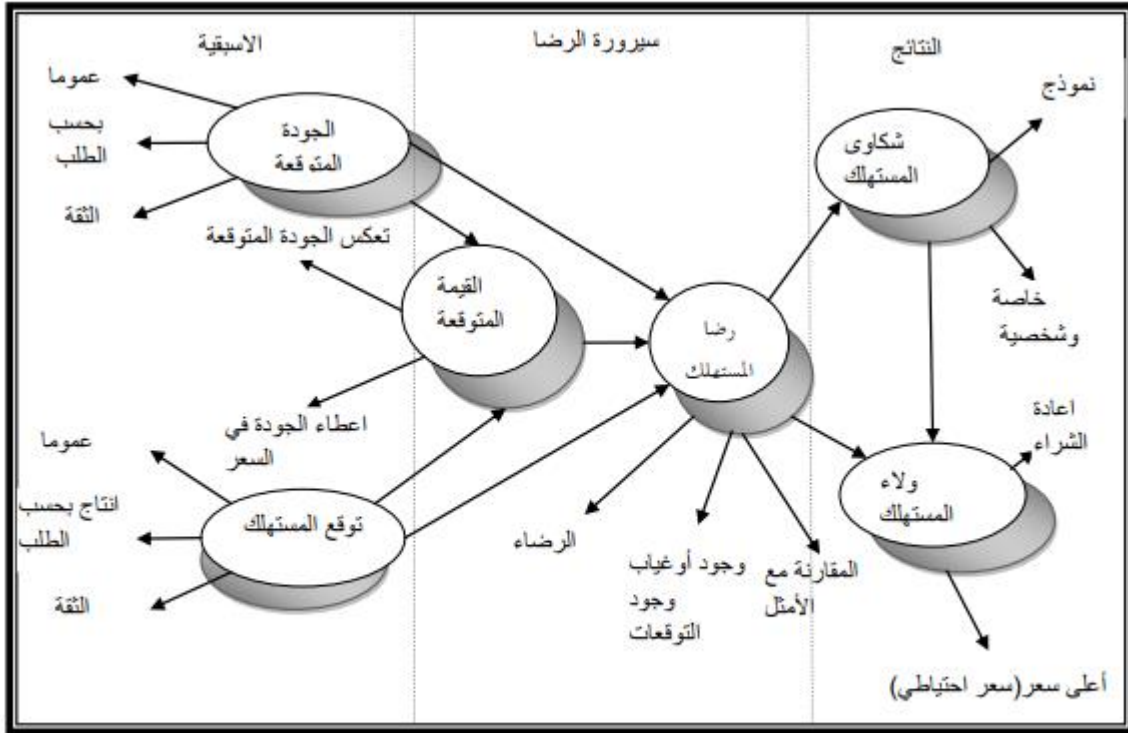 الاسبقية
سيرورة الرضا
النتائج
عموما
بحسب
الطلب
الثقة
الجودة
المتوقعة
تعكس الجودة المتوقعة
القيمة
المتوقعة
اعطاء الجودة في
السعر
عموما
انتاج بحسب
الطلب
الثقة
توقع المستهلك
رضا
المستهلك
الرضاء
وجود أوغياب
وجود
التوقعات
المقارنة مع
الأمثل
شكاوى
المستهلك
نموذج
خاصة
وشخصية
اعادة
الشراء
ولاء
المستهلك
أعلى سعر(سعر احتياطي)